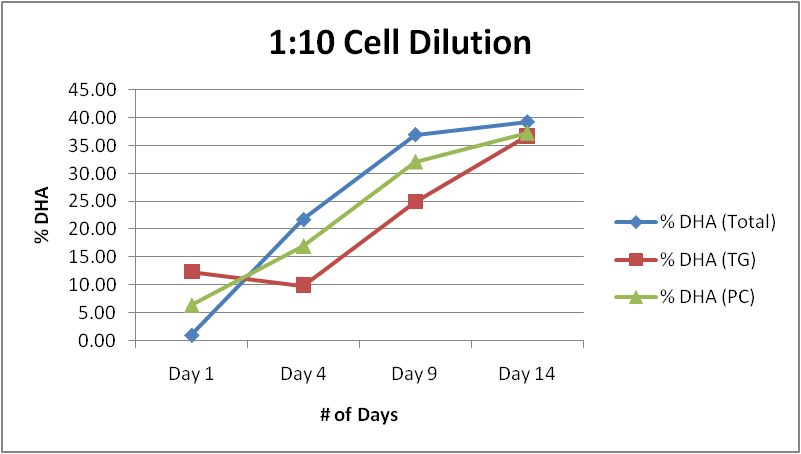 1:10 Cell Dilution
45.00
40.00
35.00
30.00
25.00
20.00
15.00
10.00
5.00
0.00
% DHA
Day 1 Day 4 Day 9 Day 14
# of Days
% DHA (Total)
% DHA (TG)
% DHA (PC)